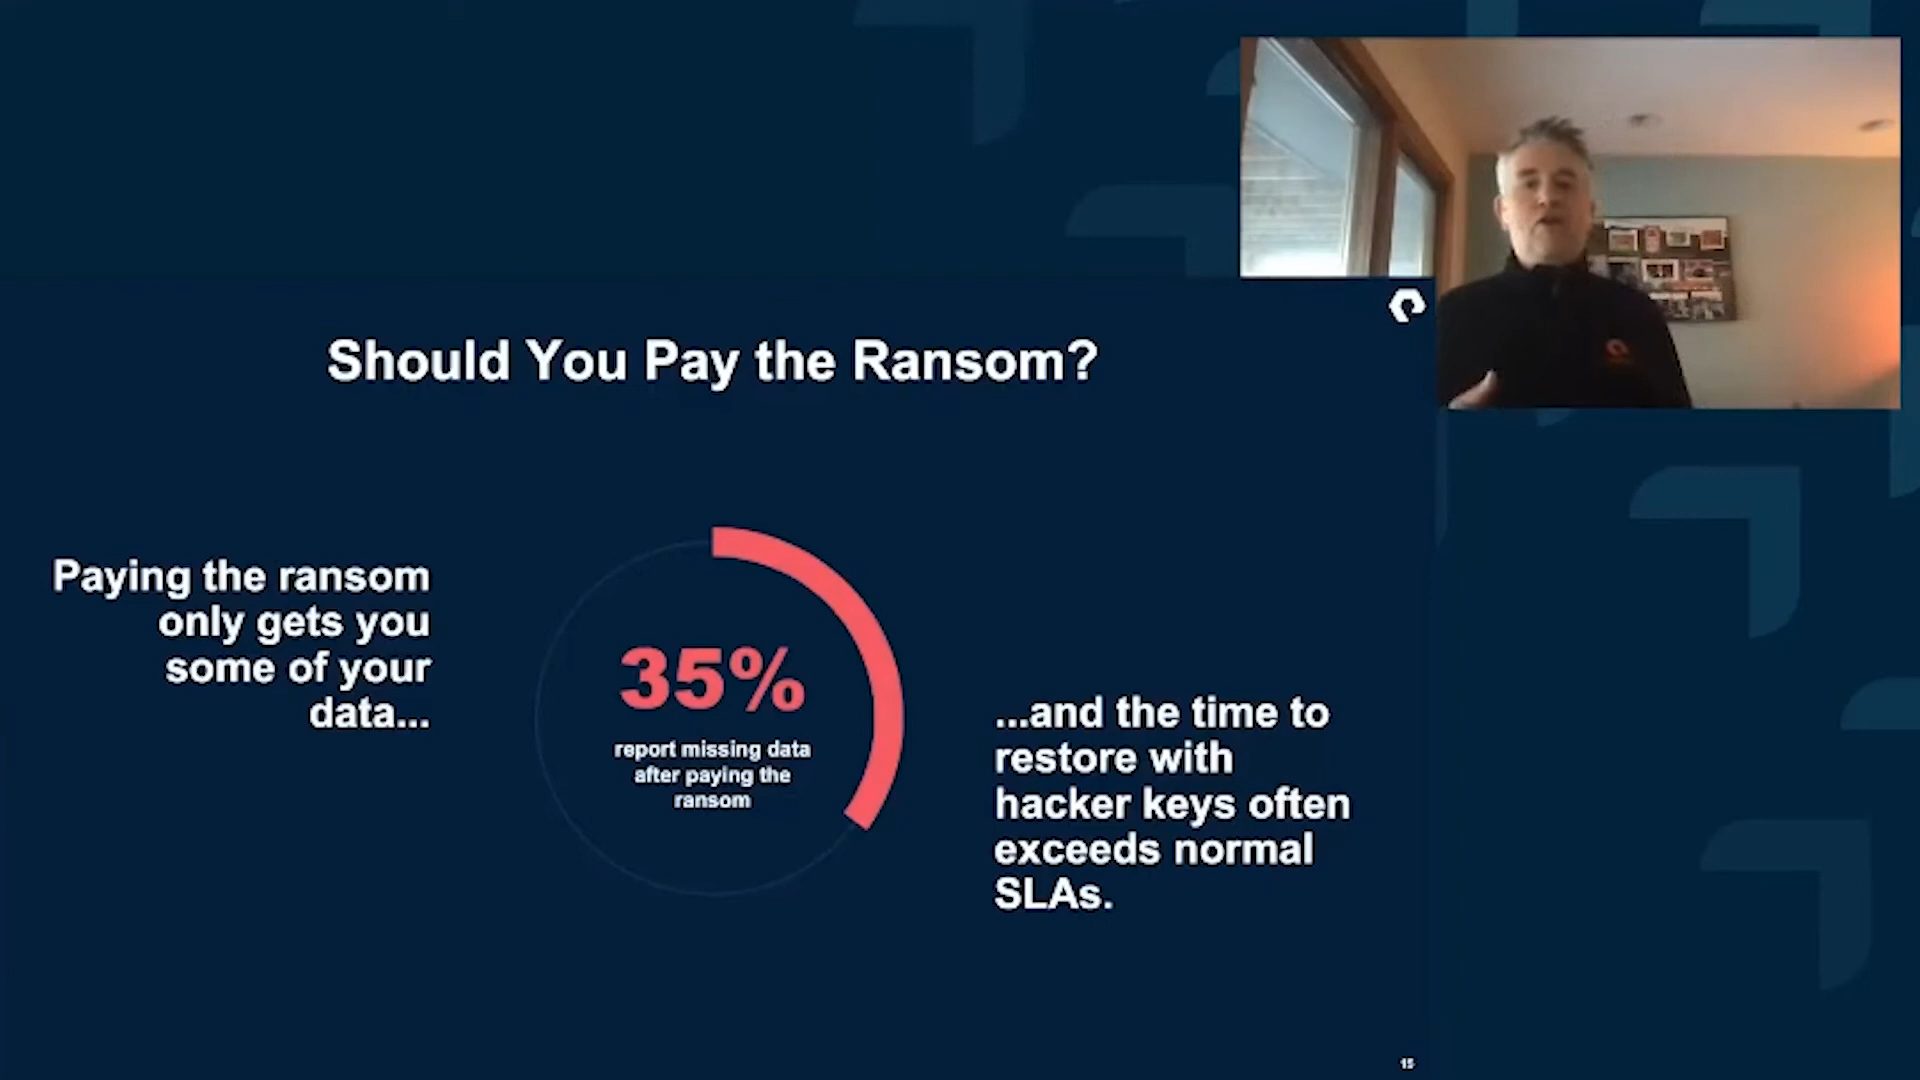 Should You Pay the Ransom?
Paying the ransom
only gets you
some of your
data...
35%
report missing data
after paying the
ransom
...and the time to
restore with
hacker keys often
exceeds normal
SLAs.
15